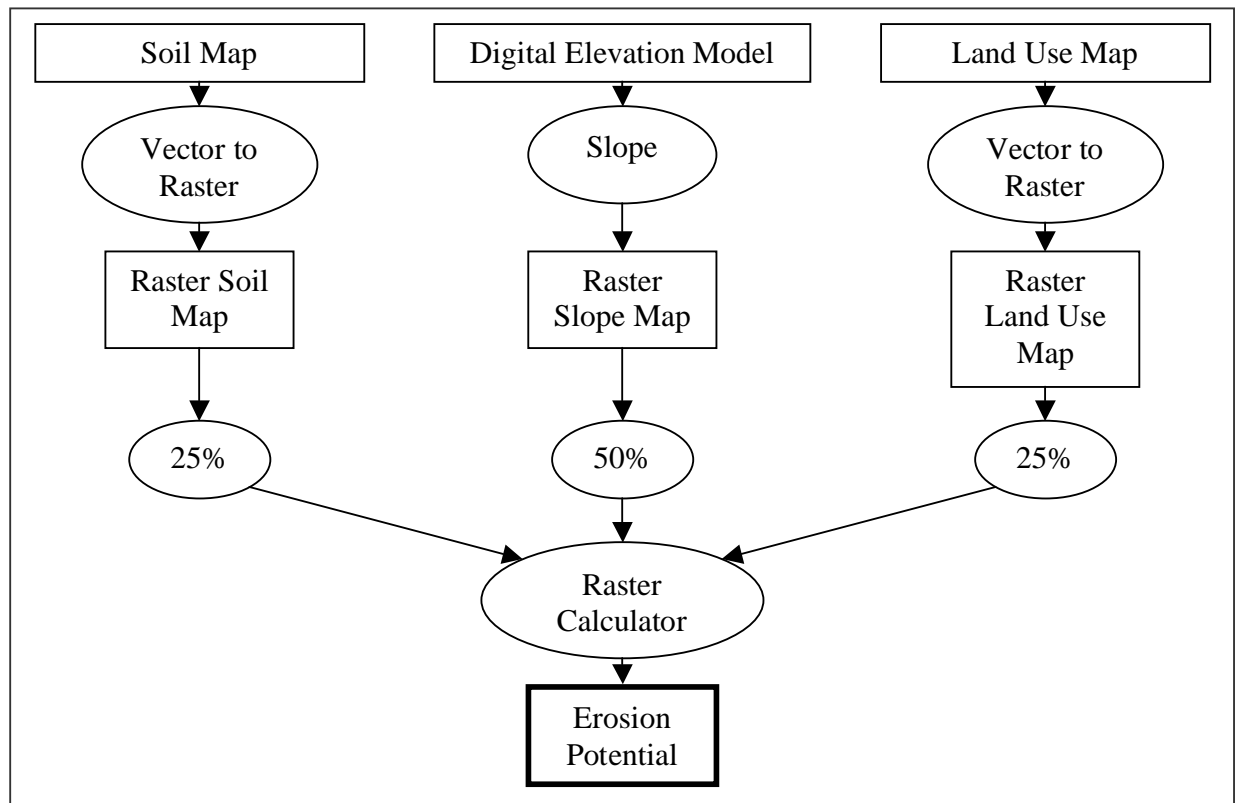 Soil Map
Digital Elevation Model
Land Use Map
Vector to
Raster
Slope
Vector to
Raster
Raster Soil
Map
Raster
Slope Map
Raster
Land Use
Map
25%
50%
25%
Raster
Calculator
Erosion
Potential